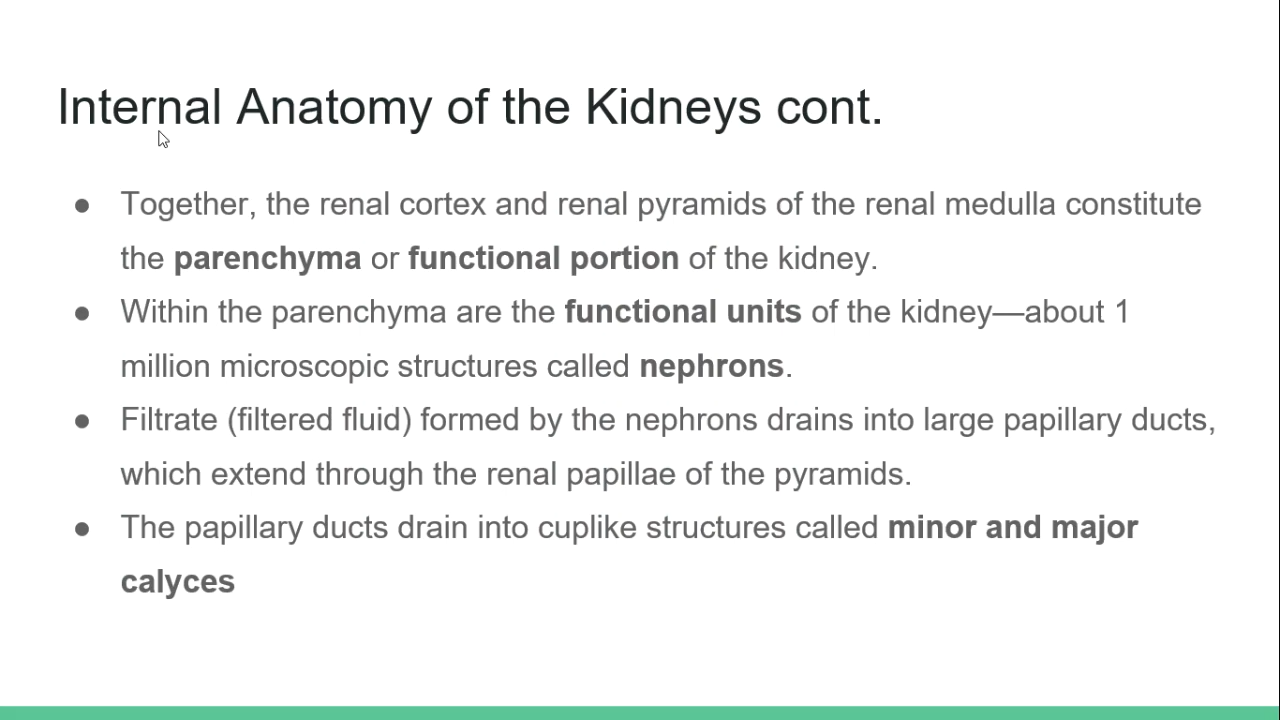 Internal Anatomy of the Kidneys cont.
● Together, the renal cortex and renal pyramids of the renal medulla constitute
the parenchyma or functional portion of the kidney.
● Within the parenchyma are the functional units of the kidney—about 1
million microscopic structures called nephrons.
● Filtrate (filtered fluid) formed by the nephrons drains into large papillary ducts,
which extend through the renal papillae of the pyramids.
● The papillary ducts drain into cuplike structures called minor and major
calyces